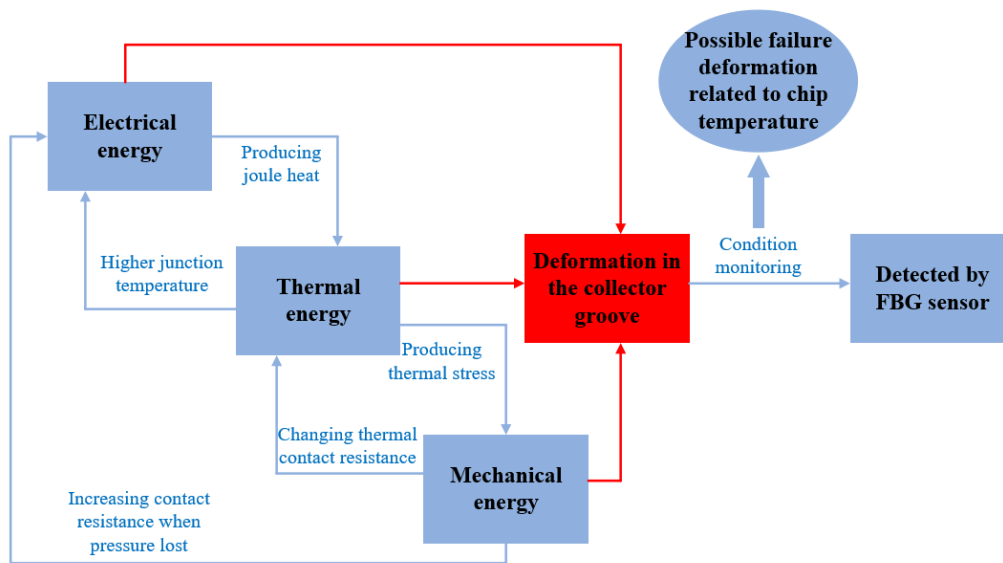 Possible failure
deformation
related to chip
temperature
Electrical
energy
Producing
joule heat
Higher junction
temperature
Thermal
energy
Deformation in
the collector
groove
Condition
monitoring
Detected by
FBG sensor
Producing
thermal stress
Changing thermal
contact resistance
Mechanical
energy
Increasing contact
resistance when
pressure lost